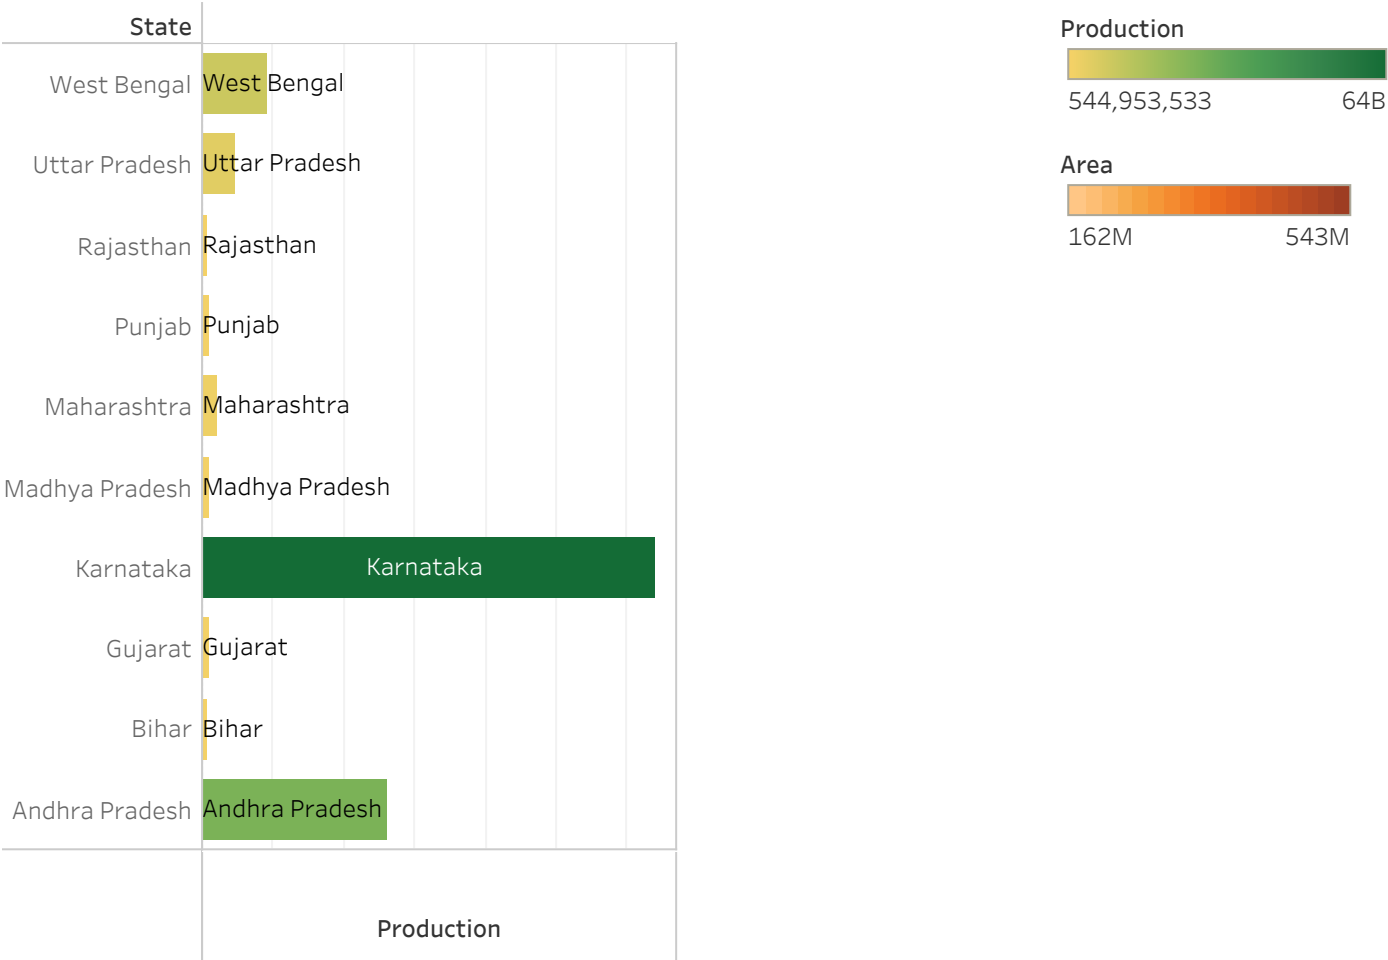 State
West Bengal West Bengal
Uttar Pradesh Uttar Pradesh
Rajasthan Rajasthan
Punjab Punjab
Maharashtra Maharashtra
Madhya Pradesh Madhya Pradesh
Karnataka Karnataka
Gujarat Gujarat
Bihar Bihar
Andhra Pradesh Andhra Pradesh
Production
Production
544,953,533 64B
Area
162M 543M